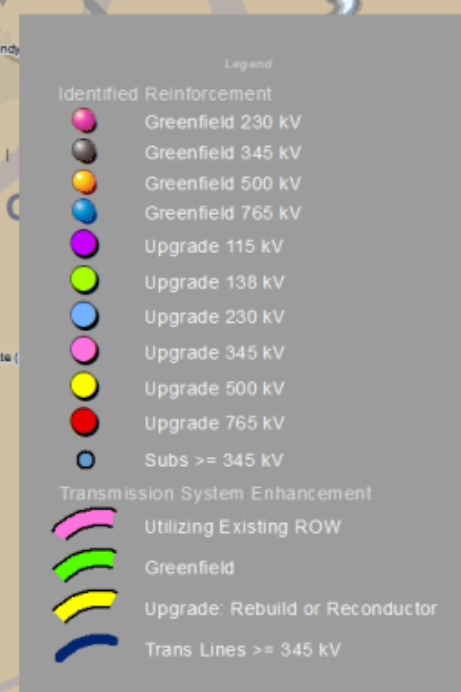 Legend
Identified Reinforcement
Greenfield 230 kV
Greenfield 345 kV
Greenfield 500 kV
Greenfield 765 kV
Upgrade 115 kV
Upgrade 138 kV
Upgrade 230 kV
Upgrade 345 kV
Upgrade 500 kV
Upgrade 765 kV
Subs >= 345 kV
Transmission System Enhancement
Utilizing Existing ROW
Greenfield
Upgrade: Rebuild or Reconductor
Trans Lines >= 345 kV